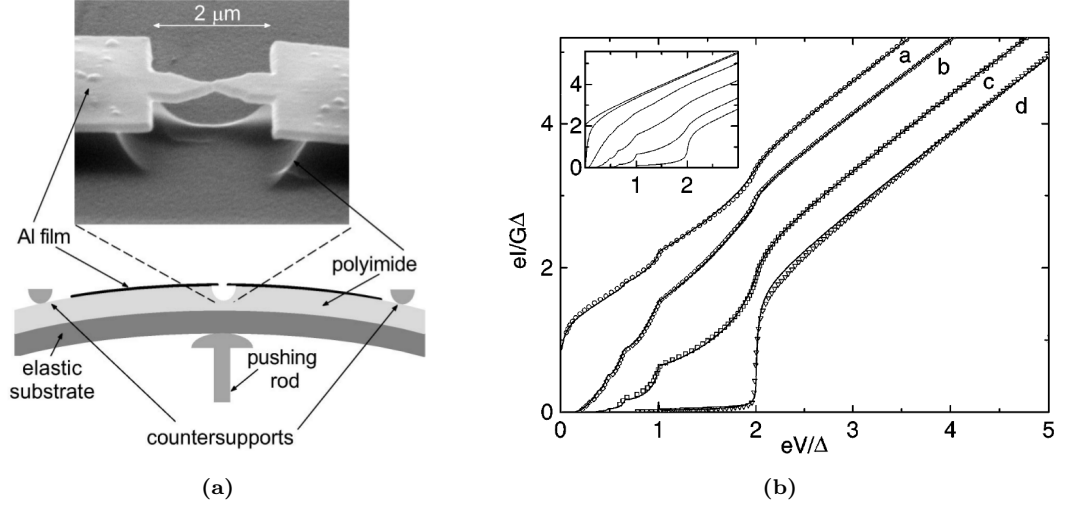 2 μm
Al film
polyimide
elastic
substrate
pushing
rod
countersupports
(a)
eI/GΔ
4
2
0
a
b
c
d
4
2
1
2
0
1
2
3
4
5
eV/Δ
(b)